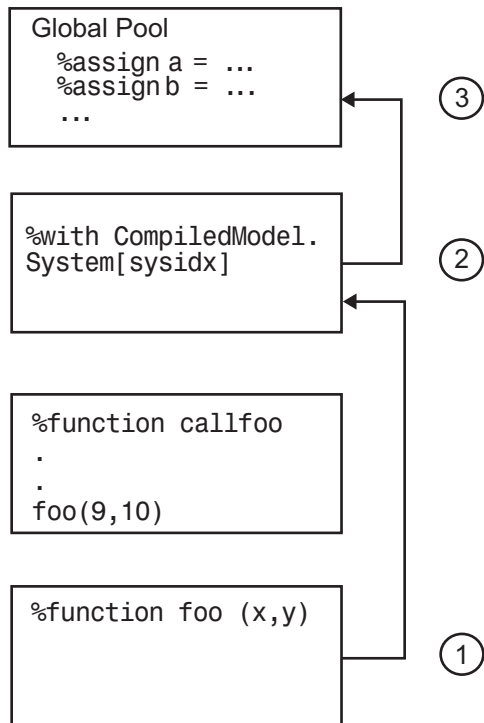 Global Pool
%assign a = ...
%assign b = ...
...
3
%with CompiledModel.
System[sysidx]
2
%function callfoo
.
.
foo(9,10)
%function foo (x,y)
1